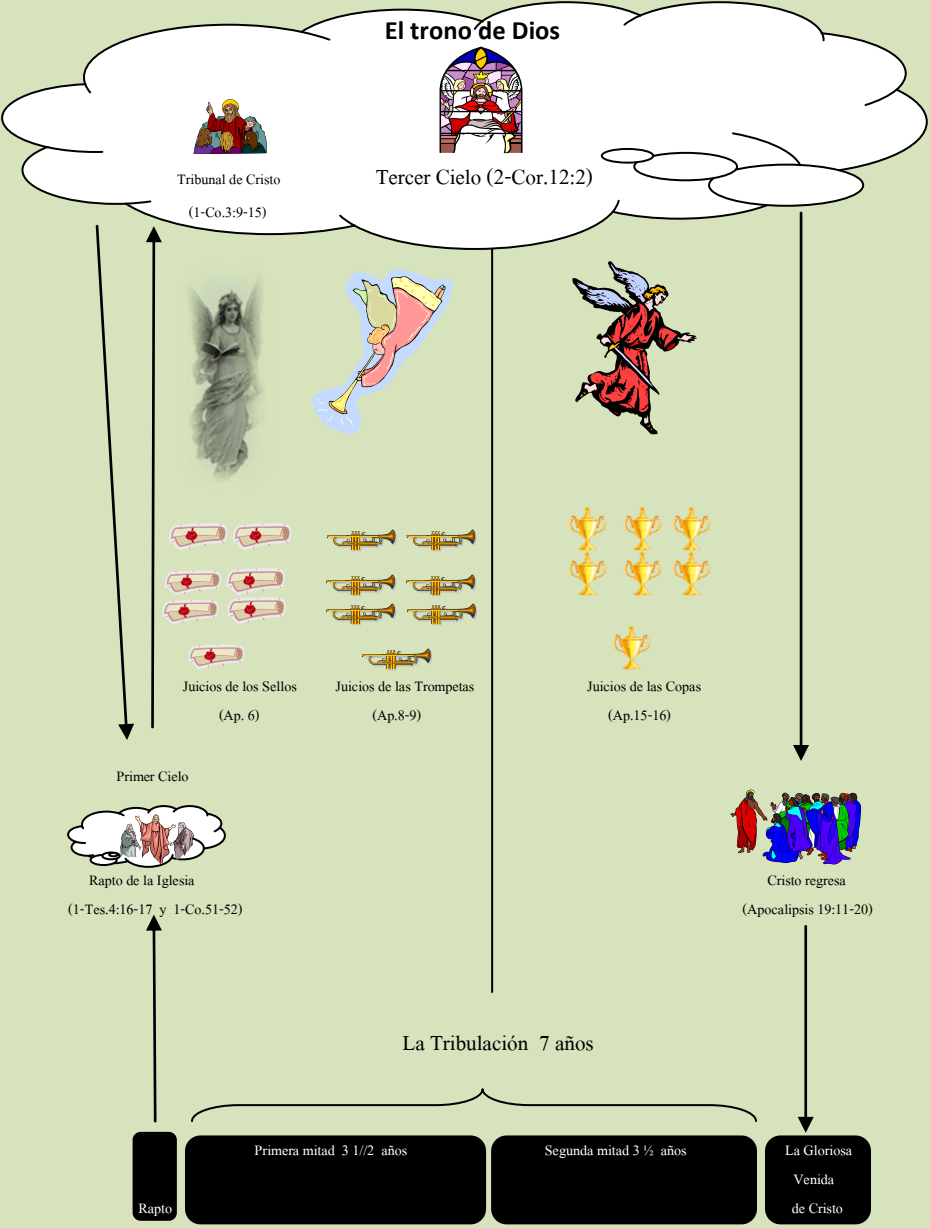 El trono de Dios
Tribunal de Cristo
(1-Co.3:9-15)
Tercer Cielo (2-Cor.12:2)
Juicios de los Sellos
(Ap. 6)
Juicios de las Trompetas
(Ap.8-9)
Juicios de las Copas
(Ap.15-16)
Primer Cielo
Rapto de la Iglesia
(1-Tes.4:16-17 y 1-Co.51-52)
Cristo regresa
(Apocalipsis 19:11-20)
La Tribulación 7 años
Rapto
Primera mitad 3 1//2 años
Segunda mitad 3 ½ años
La Gloriosa
Venida
de Cristo